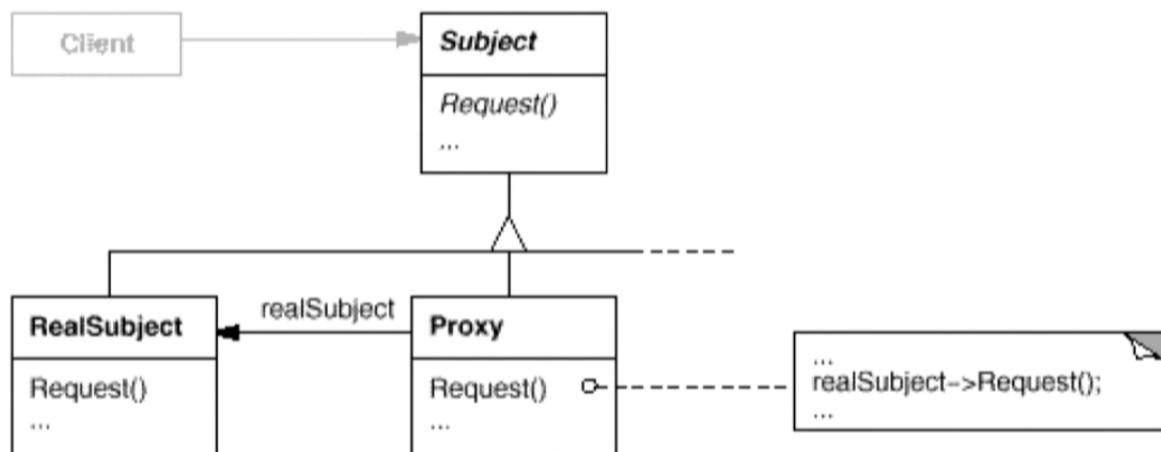 Client
Subject
Request()
...
realSubject
RealSubject
Request()
...
Proxy
Request()
...
...
realSubject->Request();
...